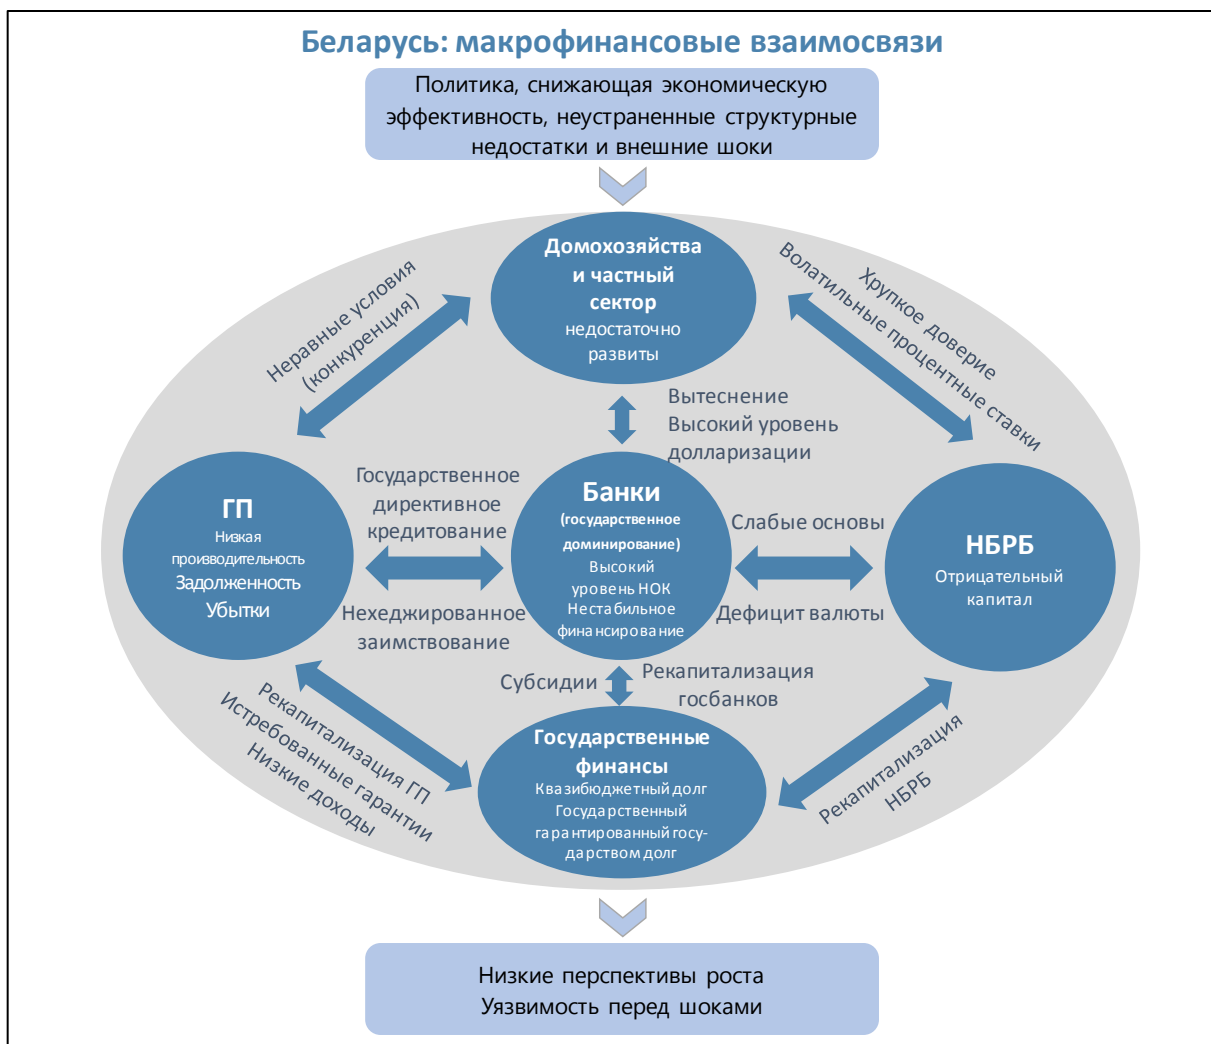 Беларусь: макрофинансовые взаимосвязи
Политика, снижающая экономическую
эффективность, неустраненные структурные
недостатки и внешние шоки
Домохозяйства
и частный
сектор
недостаточно
развиты
Неравные условия
(конкуренция)
Хрупкое доверие
Волатильные процентные ставки
Вытеснение
Высокий уровень
долларизации
ГП
Низкая
производительность
Задолженность
Убытки
Государственное
директивное
кредитование
Нехеджированное
заимствование
Банки
(государственное
доминирование)
Высокий
уровень НОК
Нестабильное
финансирование
Слабые основы
Дефицит валюты
НБРБ
Отрицательный
капитал
Субсидии
Рекапитализация
госбанков
Рекапитализация ГП
Истребованные гарантии
Низкие доходы
Государственные
финансы
Квазибюджетный долг
Государственный
гарантированный госу-
дарством долг
Рекапитализация
НБРБ
Низкие перспективы роста
Уязвимость перед шоками